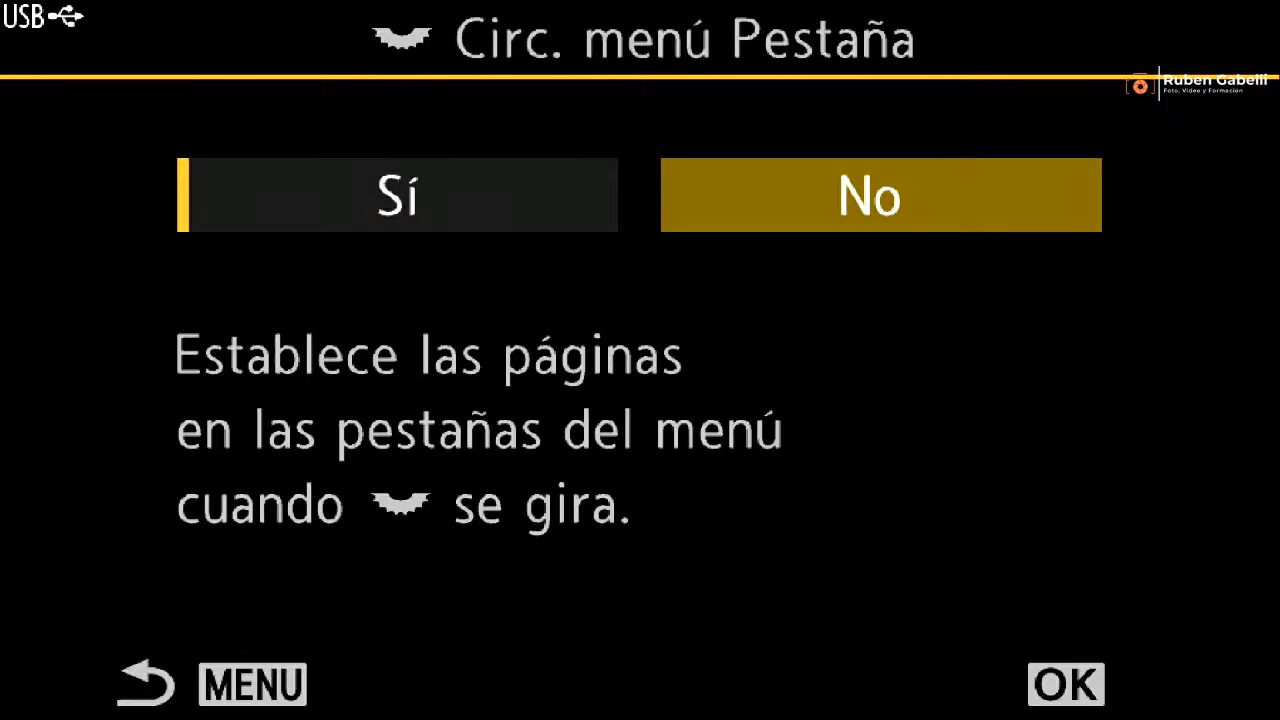 USB
Circ. menú Pestaña
Ruben Gabelli
Foto, Video y Formación
Sí
No
Establece las páginas
en las pestañas del menú
cuando se gira.
MENU
OK